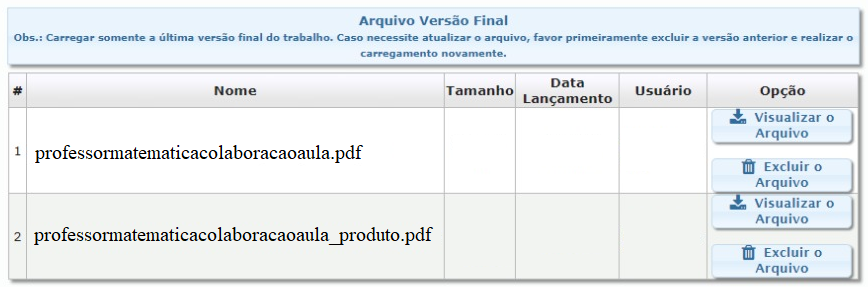 Arquivo Versão Final
Obs.: Carregar somente a última versão final do trabalho. Caso necessite atualizar o arquivo, favor primeiramente excluir a versão anterior e realizar o
carregamento novamente.
# Nome Tamanho Data Lançamento Usuário Opção
1 professormatematicacolaboracaoaula.pdf
Visualizar o
Arquivo
Excluir o
Arquivo
2 professormatematicacolaboracaoaula_produto.pdf
Visualizar o
Arquivo
Excluir o
Arquivo